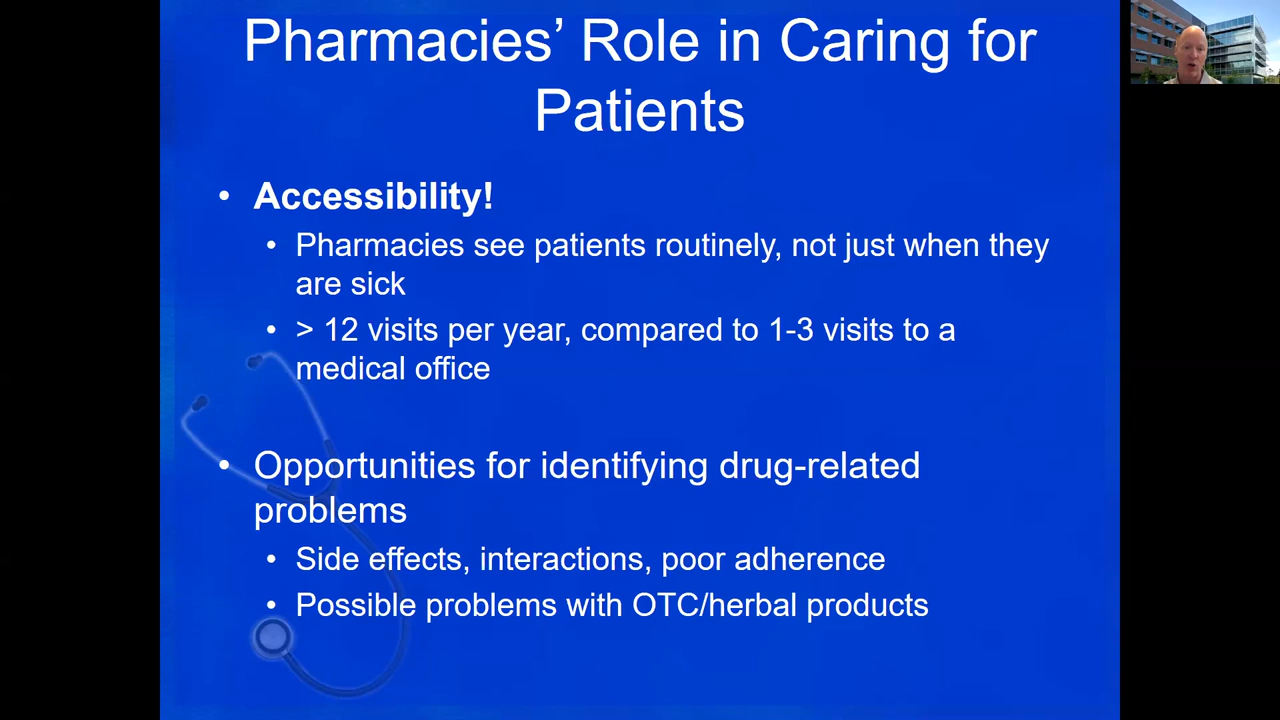 Pharmacies’ Role in Caring for
Patients
• Accessibility!
• Pharmacies see patients routinely, not just when they
are sick
• > 12 visits per year, compared to 1-3 visits to a
medical office
• Opportunities for identifying drug-related
problems
• Side effects, interactions, poor adherence
• Possible problems with OTC/herbal products